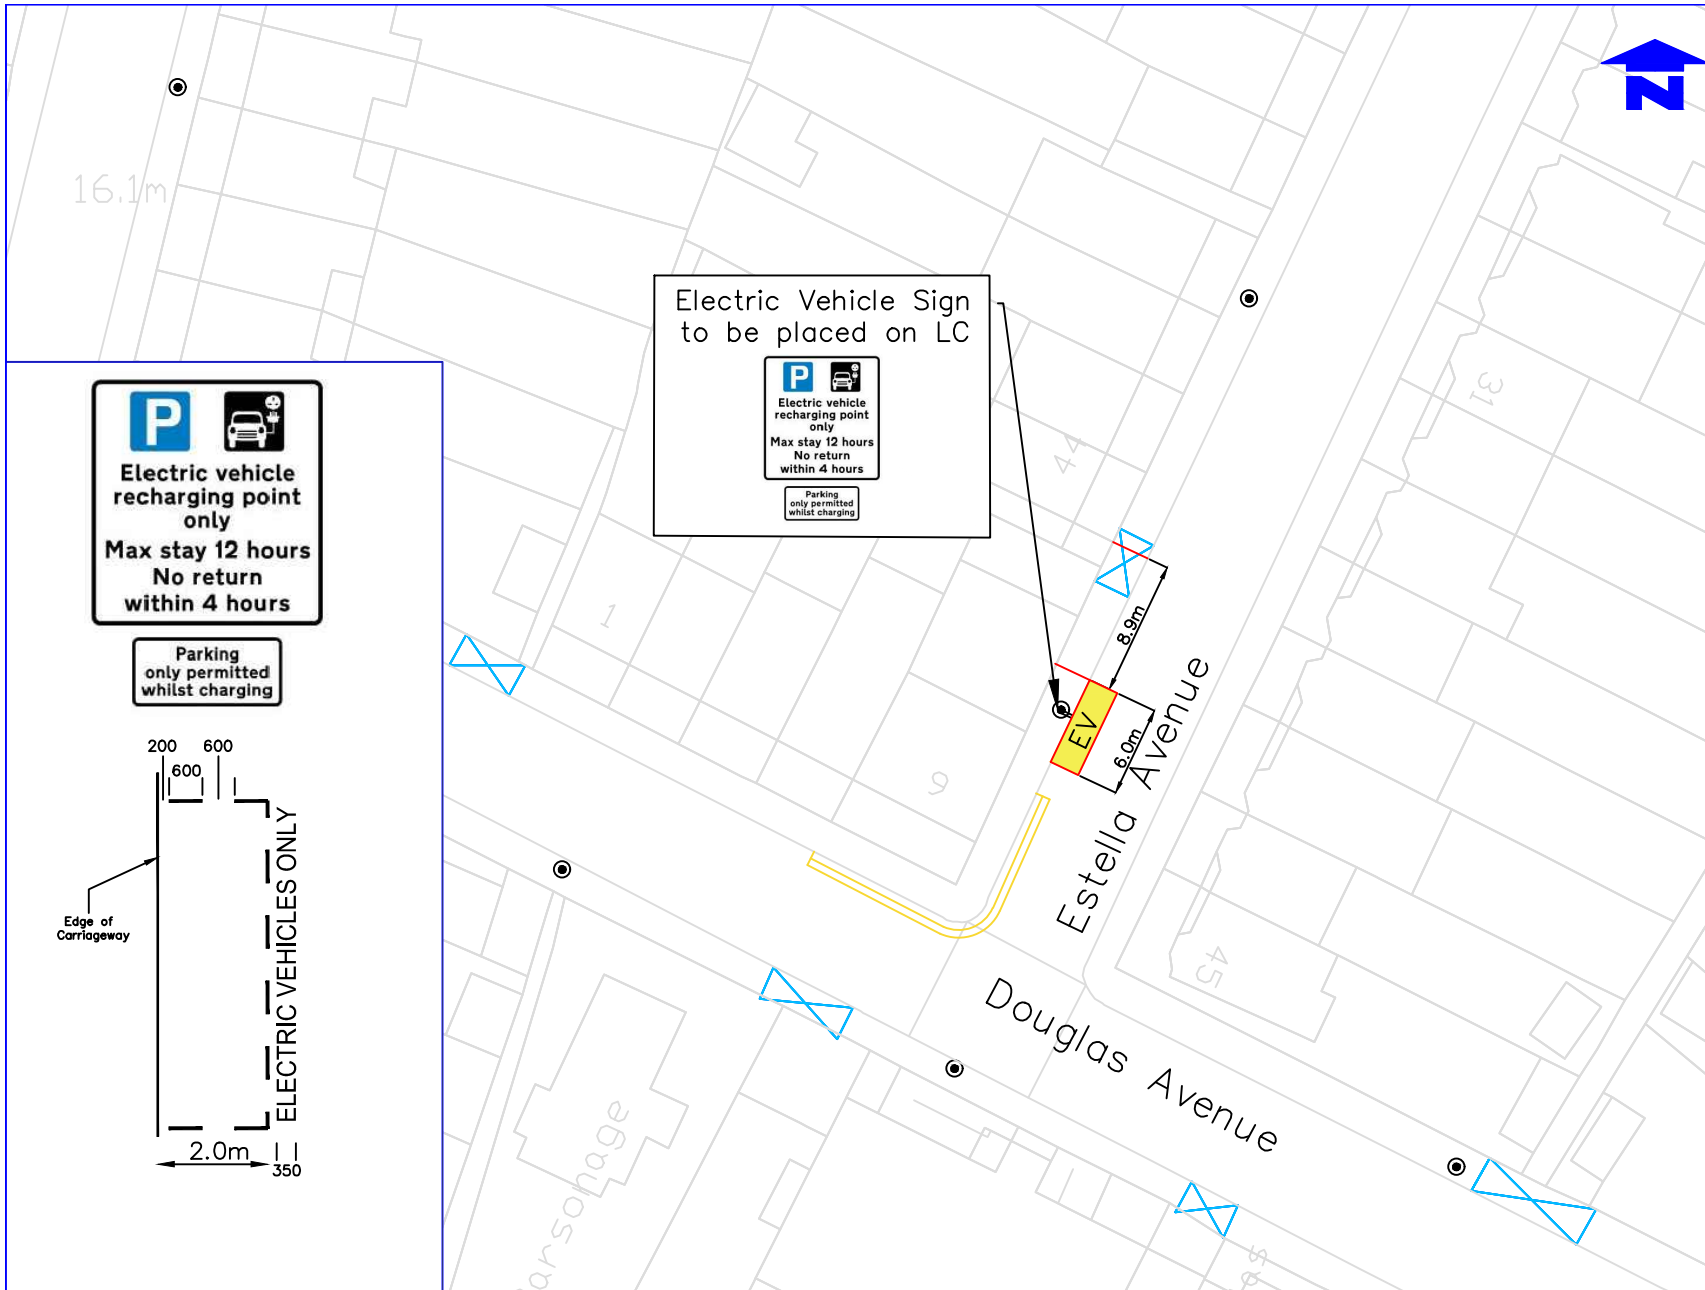 16.1m
N
Electric Vehicle Sign
to be placed on LC
P
Electric vehicle
recharging point
only
Max stay 12 hours
No return
within 4 hours
Parking
only permitted
whilst charging
P
Electric vehicle
recharging point
only
Max stay 12 hours
No return
within 4 hours
Parking
only permitted
whilst charging
200
600
600
Edge of
Carriageway
ELECTRIC VEHICLES ONLY
2.0m
350
31
44
1
9
8.9m
EV
6.0m
Estella Avenue
45
Douglas Avenue